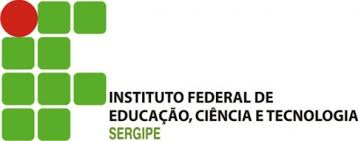 INSTITUTO FEDERAL DE
EDUCAÇÃO, CIÊNCIA E TECNOLOGIA
SERGIPE